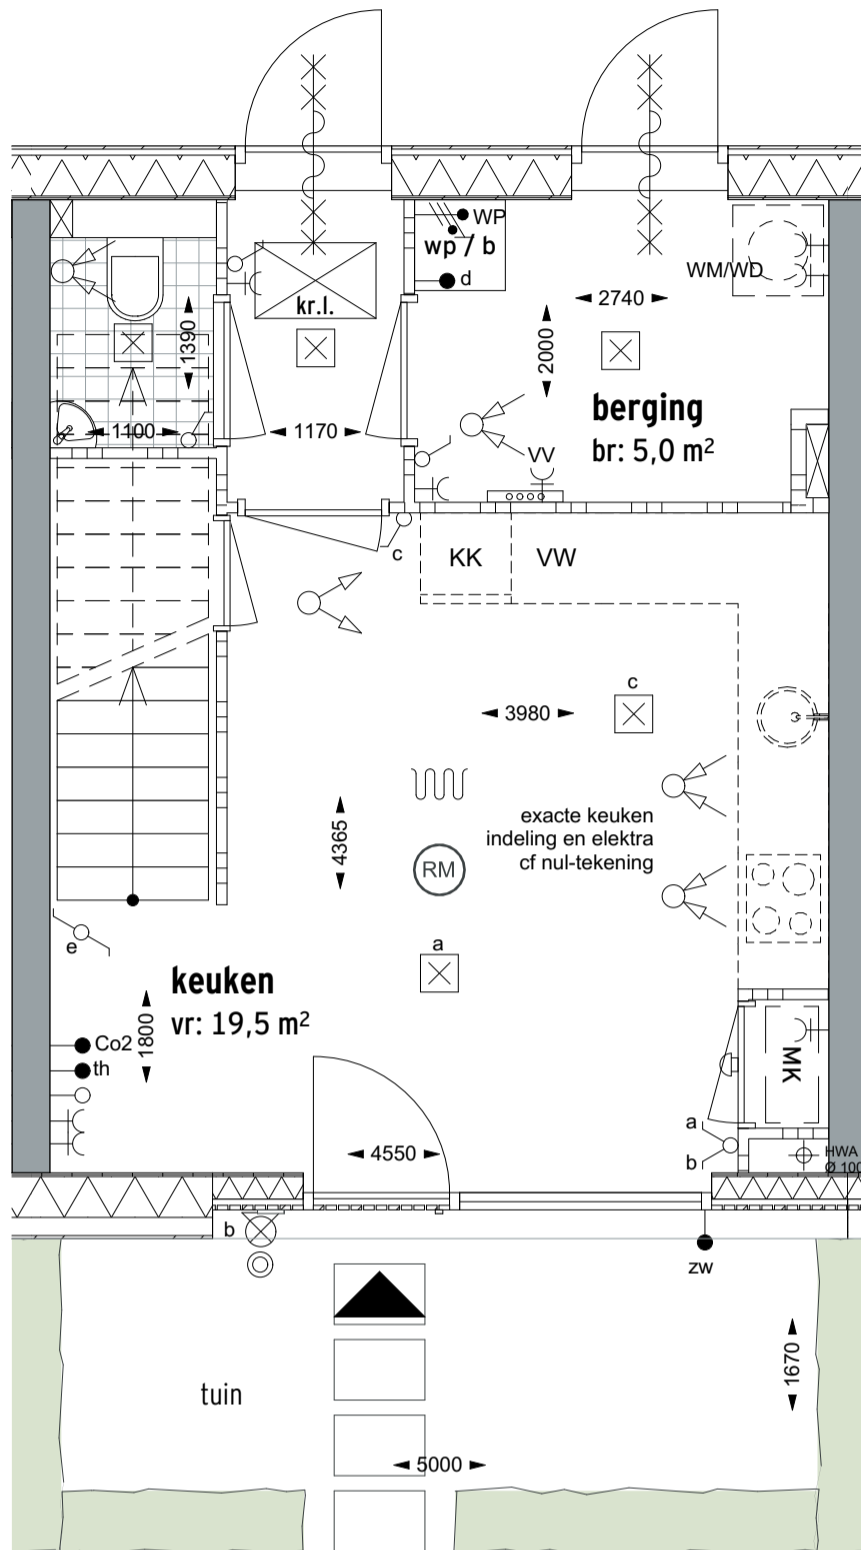 WP
wp / b
d
WM/WD
kr.l.
2740
1390
2000
berging
br: 5,0 m²
1100
1170
VV
c
KK
VW
c
3980
4365
exacte keuken
indeling en elektra
cf nul-tekening
RM
e
a
keuken
vr: 19,5 m²
1800
Co2
th
MK
a
b
4550
HWA
Ø 100
b
zw
1670
tuin
5000